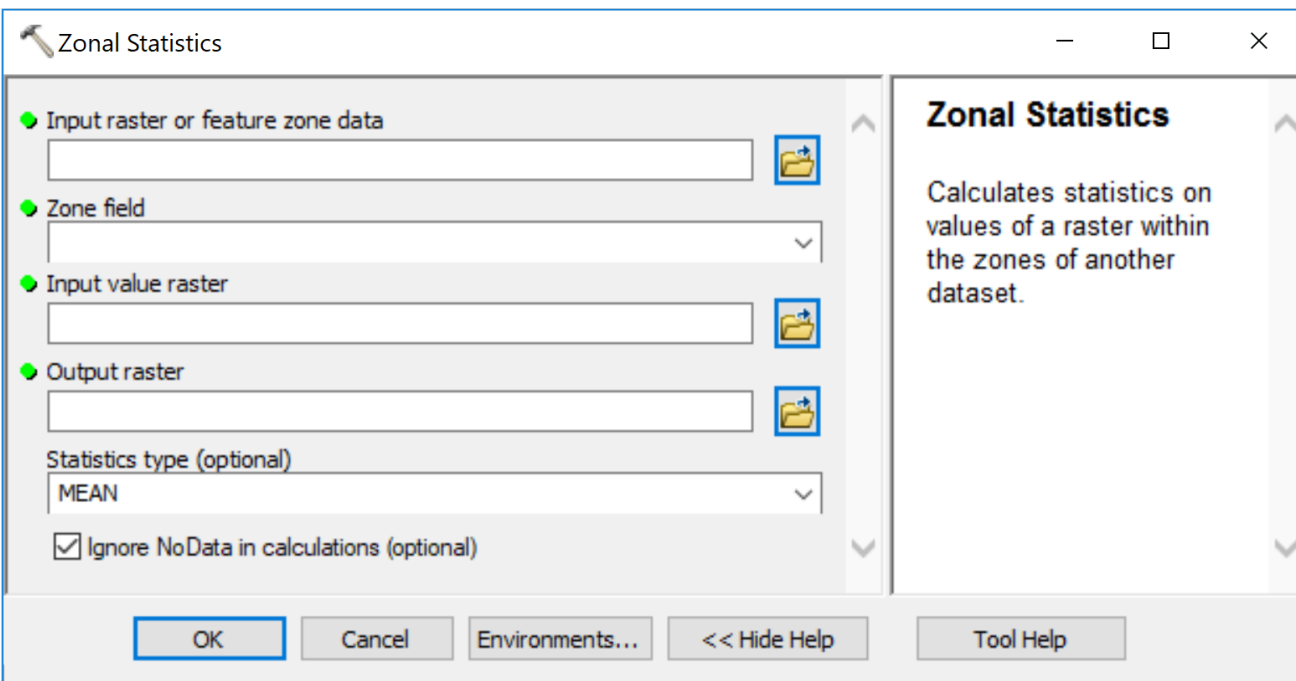 Zonal Statistics
Input raster or feature zone data
Zone field
Input value raster
Output raster
Statistics type (optional)
MEAN
Ignore NoData in calculations (optional)
Zonal Statistics
Calculates statistics on
values of a raster within
the zones of another
dataset.
OK
Cancel
Environments...
<< Hide Help
Tool Help